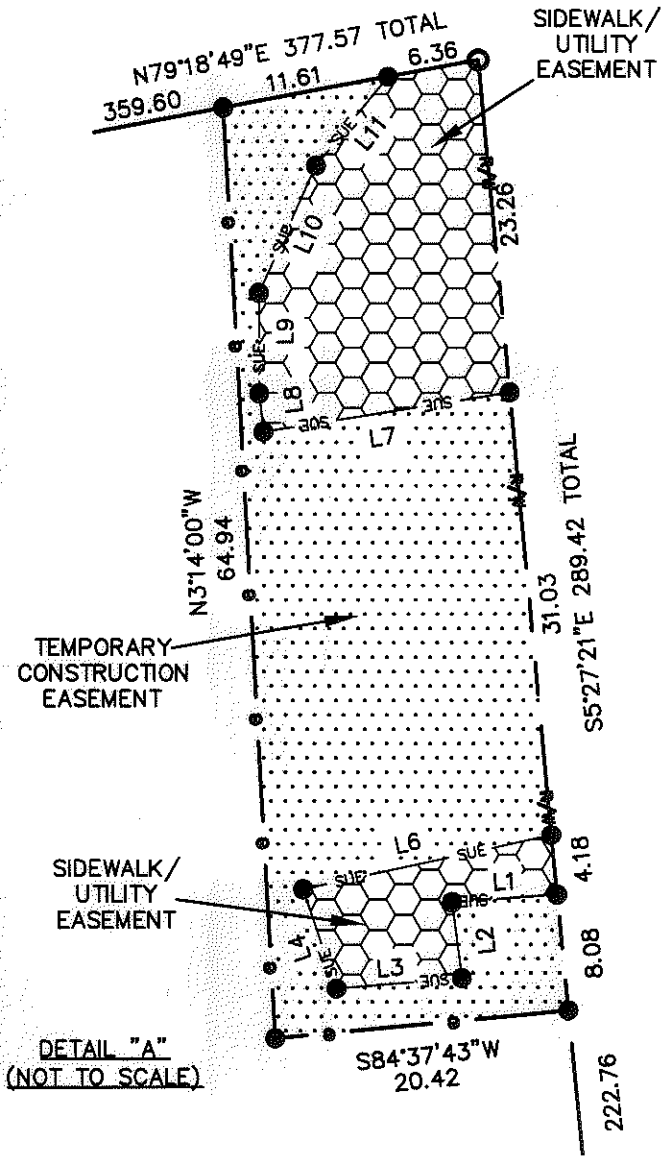 SIDEWALK/
UTILITY
EASEMENT
N79°18'49"E 377.57 TOTAL
359.60
11.61
6.36
SUE
L11
23.26
SUE
L10
SUE
L9
L8
SUE
L7
SUE
N3°14'00"W
64.94
31.03
S5°27'21"E 289.42 TOTAL
TEMPORARY
CONSTRUCTION
EASEMENT
SIDEWALK/
UTILITY
EASEMENT
L6
SUE
SUE
4.18
L1
SUE
L4
SUE
L2
L3
SUE
8.08
S84°37'43"W
20.42
222.76
DETAIL "A"
(NOT TO SCALE)